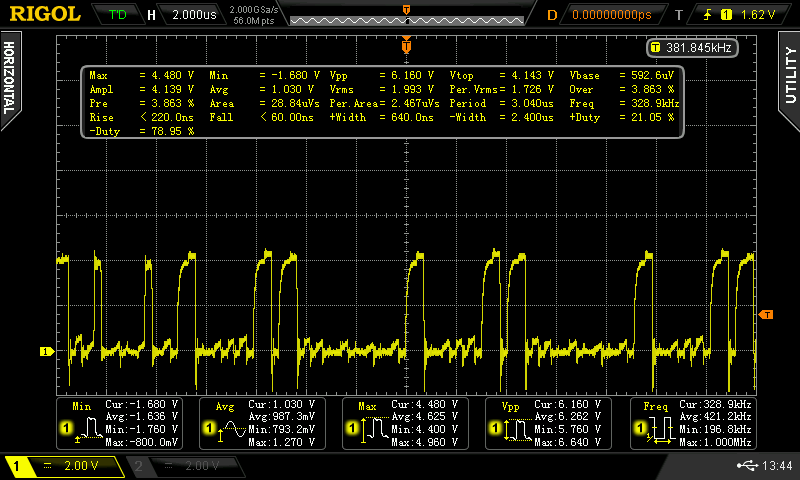 RIGOL T'D H 2.000us 2.000GSa/s 56.0M pts D 0.00000000ps T 1 1.62 V
HORIZONTAL
UTILITY
T
T 381.845kHz
Max = 4.480 V Min = -1.680 V Vpp = 6.160 V Vtop = 4.143 V Vbase = 592.6uV
Ampl = 4.139 V Avg = 1.030 V Vrms = 1.993 V Per.Vrms= 1.726 V Over = 3.863 %
Pre = 3.863 % Area = 28.84uVs Per.Area= 2.467uVs Period = 3.040us Freq = 328.9kHz
Rise < 220.0ns Fall < 60.00ns +Width = 640.0ns -Width = 2.400us +Duty = 21.05 %
-Duty = 78.95 %
T
1
Min Cur:-1.680 V Avg Cur: 1.030 V Max Cur:4.480 V Vpp Cur:6.160 V Freq Cur:328.9kHz
1 Avg:-1.636 V 1 Avg:987.3mV 1 Avg:4.625 V 1 Avg:6.262 V 1 Avg:421.2kHz
Min:-1.760 V Min:793.2mV Min:4.400 V Min:5.760 V Min:196.8kHz
Max:-800.0mV Max:1.270 V Max:4.960 V Max:6.640 V Max:1.000MHz
1 2.00 V 2 2.00 V 13:44